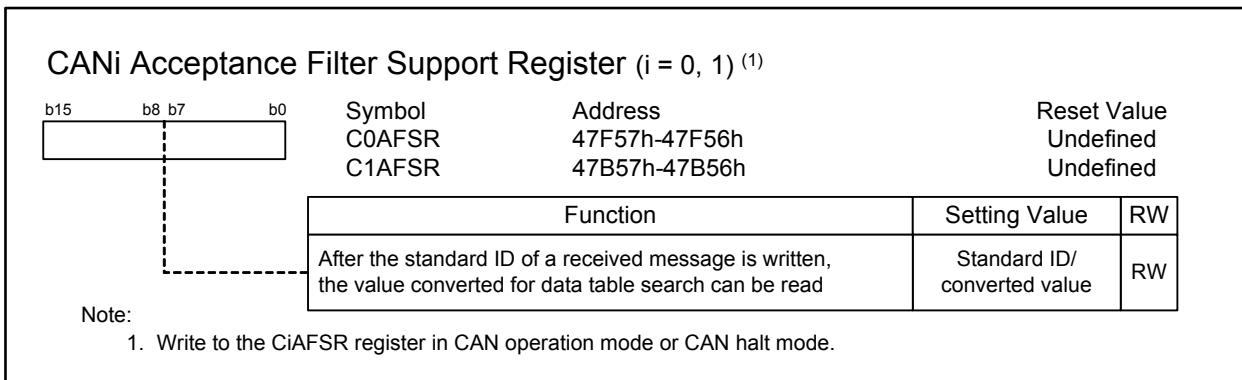 CANi Acceptance Filter Support Register (i = 0, 1) (1)
b15 b8 b7 b0 Symbol Address Reset Value
C0AFSR 47F57h-47F56h Undefined
C1AFSR 47B57h-47B56h Undefined
Function Setting Value RW
After the standard ID of a received message is written,
the value converted for data table search can be read
Standard ID/
converted value
RW
Note:
1. Write to the CiAFSR register in CAN operation mode or CAN halt mode.